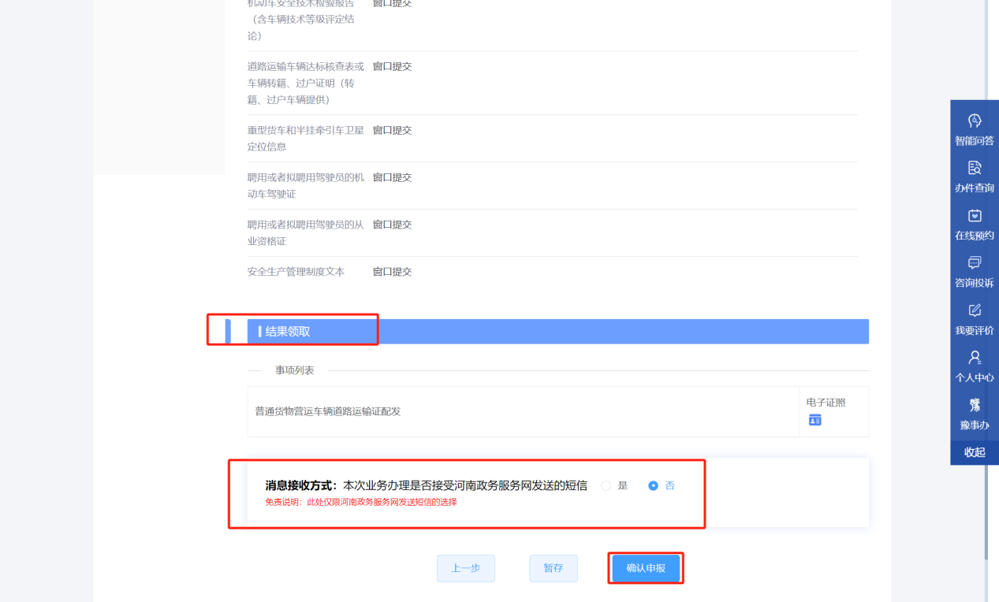 机动车安全技术检验报告 窗口提交
（含车辆技术等级评定结
论）
道路运输车辆达标核查表或 窗口提交
车辆转籍、过户证明（转
籍、过户车辆提供）
重型货车和半挂牵引车卫星 窗口提交
定位信息
聘用或者拟聘用驾驶员的机 窗口提交
动车驾驶证
聘用或者拟聘用驾驶员的从 窗口提交
业资格证
安全生产管理制度文本 窗口提交
结果领取
事项列表
普通货物营运车辆道路运输证配发
电子证照
消息接收方式：本次业务办理是否接受河南政务服务网发送的短信 是 否
免责说明：此处仅限河南政务服务网发送短信的选择
上一步 暂存 确认申报
智能问答
办件查询
在线预约
咨询投诉
我要评价
个人中心
豫事办
收起